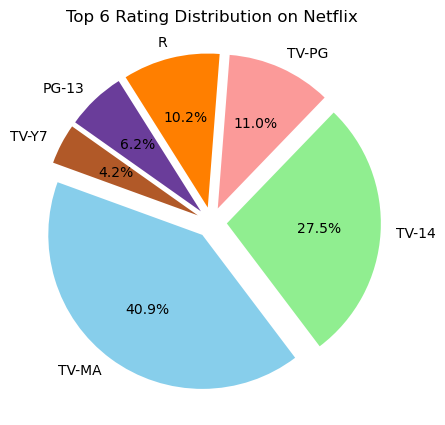 Top 6 Rating Distribution on Netflix
R
TV-PG
PG-13
10.2%
11.0%
TV-Y7
6.2%
4.2%
27.5%
TV-14
40.9%
TV-MA